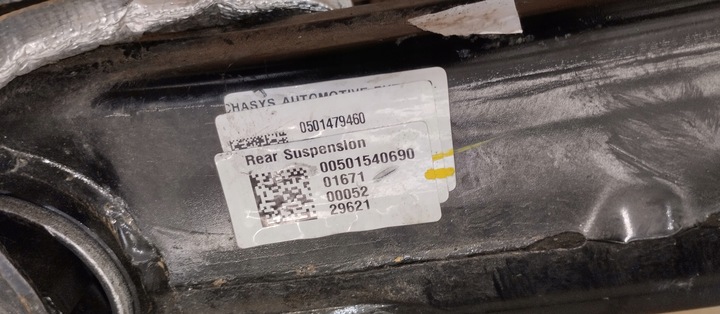 CHASYS AUTOMOTIVE
0501479460
Rear Suspension
00501540690
01671
00052
29621